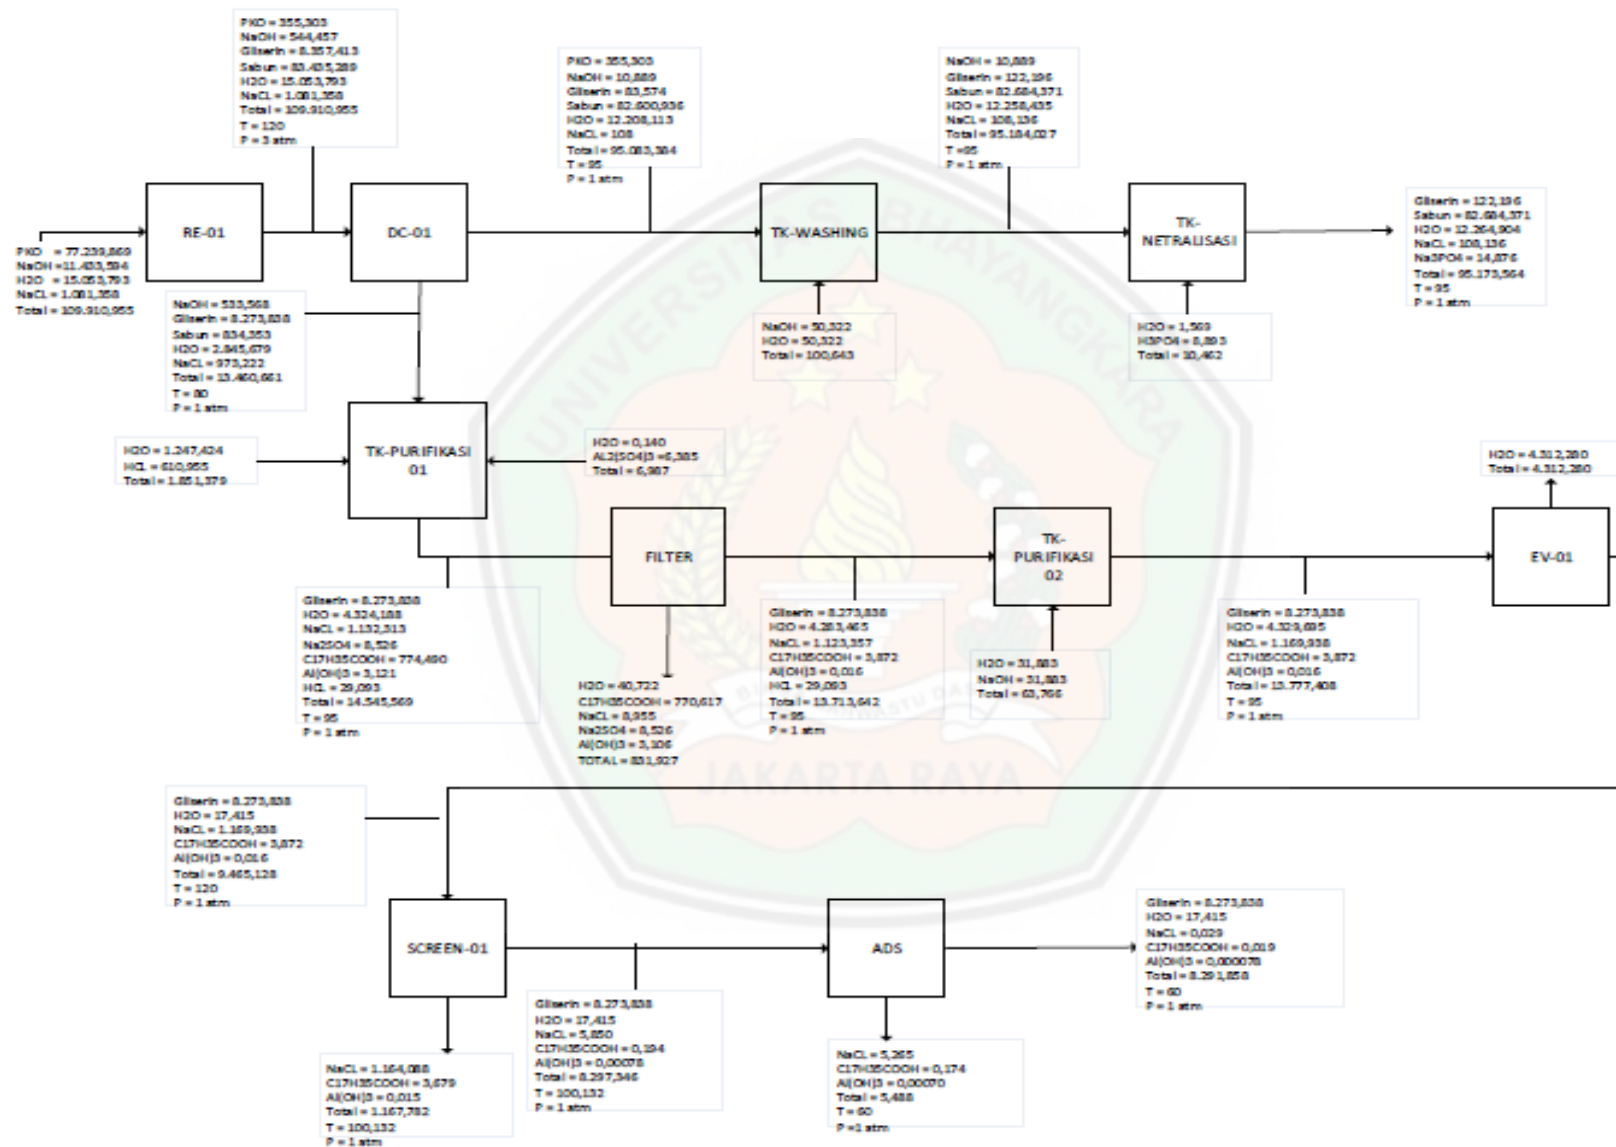 PKO = 355,303
NaOH = 544,457
Gliserin = 8.357,413
Sabun = 83.435,289
H2O = 15.053,793
NaCL = 1.081,358
Total = 109.910,955
T = 120
P = 3 atm
PKO = 355,303
NaOH = 10,889
Gliserin = 83,574
Sabun = 82.600,936
H2O = 12.208,113
NaCL = 108
Total = 95.083,384
T = 95
P = 1 atm
NaOH = 10,889
Gliserin = 122,196
Sabun = 82.684,371
H2O = 12.258,435
NaCL = 108,136
Total = 95.184,027
T =95
P = 1 atm
RE-01
DC-01
TK-WASHING
TK-
NETRALISASI
Gliserin = 122,196
Sabun = 82.684,371
H2O = 12.264,904
NaCL = 108,136
Na3PO4 = 14,876
Total = 95.173,564
T = 95
P = 1 atm
PKO = 77.239,869
NaOH =11.433,594
H2O = 15.053,793
NaCL = 1.081,358
Total = 109.910,955
NaOH = 533,568
Gliserin = 8.273,838
Sabun = 834,353
H2O = 2.845,679
NaCL = 973,222
Total = 13.460,661
T = 80
P = 1 atm
NaOH = 50,322
H2O = 50,322
Total = 100,643
H2O = 1,569
H3PO4 = 8,893
Total = 10,462
H2O = 1.247,424
HCL = 610,955
Total = 1.851,379
TK-PURIFIKASI
01
H2O = 0,140
AL2(SO4)3 =6,385
Total = 6,987
H2O = 4.312,280
Total = 4.312,280
FILTER
TK-
PURIFIKASI
02
EV-01
Gliserin = 8.273,838
H2O = 4.324,188
NaCL = 1.132,313
Na2SO4 = 8,526
C17H35COOH = 774,490
Al(OH)3 = 3,121
HCL = 29,093
Total = 14.545,569
T = 95
P = 1 atm
H2O = 40,722
C17H35COOH = 770,617
NaCL = 8,955
Na2SO4 = 8,526
Al(OH)3 = 3,106
TOTAL = 831,927
Gliserin = 8.273,838
H2O = 4.283,465
NaCL = 1.123,357
C17H35COOH = 3,872
Al(OH)3 = 0,016
HCL = 29,093
Total = 13.713,642
T = 95
P = 1 atm
H2O = 31,883
NaOH = 31,883
Total = 63,766
Gliserin = 8.273,838
H2O = 4.329,695
NaCL = 1.169,938
C17H35COOH = 3,872
Al(OH)3 = 0,016
Total = 13.777,408
T = 95
P = 1 atm
Gliserin = 8.273,838
H2O = 17,415
NaCL = 1.169,938
C17H35COOH = 3,872
Al(OH)3 = 0,016
Total = 9.465,128
T = 120
P = 1 atm
SCREEN-01
ADS
Gliserin = 8.273,838
H2O = 17,415
NaCL = 0,029
C17H35COOH = 0,019
Al(OH)3 = 0,000078
Total = 8.291,858
T = 60
P = 1 atm
Gliserin = 8.273,838
H2O = 17,415
NaCL = 5,850
C17H35COOH = 0,194
Al(OH)3 = 0,00078
Total = 8.297,346
T = 100,132
P = 1 atm
NaCL = 1.164,088
C17H35COOH = 3,679
Al(OH)3 = 0,015
Total = 1.167,782
T = 100,132
P = 1 atm
NaCL = 5,265
C17H35COOH = 0,174
Al(OH)3 = 0,00070
Total = 5,488
T = 60
P =1 atm
UNIVERSITAS BHAYANGKARA
JAKARTA RAYA